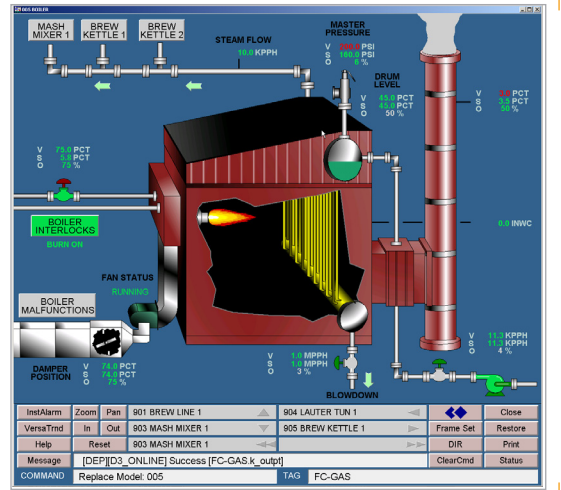 005 BOILER
MASH MIXER 1
BREW KETTLE 1
BREW KETTLE 2
STEAM FLOW
10.0 KPPH
MASTER PRESSURE
V PSI
S 160.0 PSI
O 6 %
DRUM LEVEL
V 45.0 PCT
S 45.0 PCT
O 50 %
V PCT
S 3.5 PCT
O 50 %
V 75.0 PCT
S 5.8 PCT
O 75 %
BOILER INTERLOCKS
BURN ON
0.0 INWC
FAN STATUS
RUNNING
BOILER MALFUNCTIONS
DAMPER POSITION
V 74.0 PCT
S 74.0 PCT
O 75 %
V 1.0 MPPH
S 1.0 MPPH
O 3 %
BLOWDOWN
V 11.3 KPPH
S 11.3 KPPH
O 4 %
InstAlarm Zoom Pan 901 BREW LINE 1 904 LAUTER TUN 1 Close
VersaTrnd In Out 903 MASH MIXER 1 905 BREW KETTLE 1 Frame Set Restore
Help Reset 903 MASH MIXER 1 DIR Print
Message [DEP][D3_ONLINE] Success [FC-GAS.k_outpt] ClearCmd Status
COMMAND Replace Model: 005 TAG FC-GAS